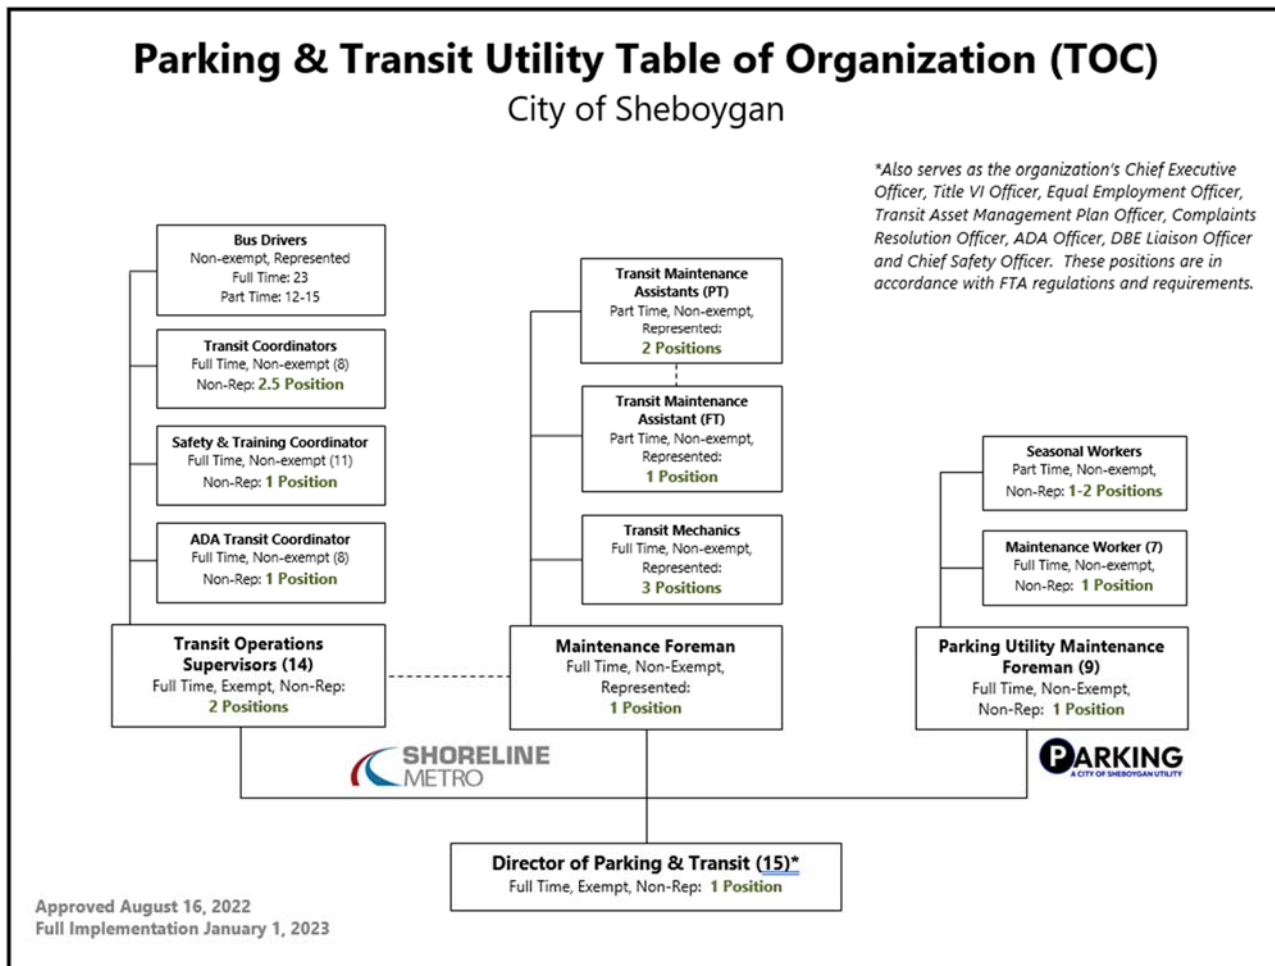 Parking & Transit Utility Table of Organization (TOC)
City of Sheboygan
*Also serves as the organization's Chief Executive
Officer, Title VI Officer, Equal Employment Officer,
Transit Asset Management Plan Officer, Complaints
Resolution Officer, ADA Officer, DBE Liaison Officer
and Chief Safety Officer. These positions are in
accordance with FTA regulations and requirements.
Bus Drivers
Non-exempt, Represented
Full Time: 23
Part Time: 12-15
Transit Coordinators
Full Time, Non-exempt (8)
Non-Rep: 2.5 Position
Safety & Training Coordinator
Full Time, Non-exempt (11)
Non-Rep: 1 Position
ADA Transit Coordinator
Full Time, Non-exempt (8)
Non-Rep: 1 Position
Transit Operations
Supervisors (14)
Full Time, Exempt, Non-Rep:
2 Positions
Transit Maintenance
Assistants (PT)
Part Time, Non-exempt,
Represented:
2 Positions
Transit Maintenance
Assistant (FT)
Part Time, Non-exempt,
Represented:
1 Position
Transit Mechanics
Full Time, Non-exempt,
Represented:
3 Positions
Maintenance Foreman
Full Time, Non-Exempt,
Represented:
1 Position
Seasonal Workers
Part Time, Non-exempt,
Non-Rep: 1-2 Positions
Maintenance Worker (7)
Full Time, Non-exempt,
Non-Rep: 1 Position
Parking Utility Maintenance
Foreman (9)
Full Time, Non-Exempt,
Non-Rep: 1 Position
SHORELINE
METRO
PARKING
A CITY OF SHEBOYGAN UTILITY
Director of Parking & Transit (15)*
Full Time, Exempt, Non-Rep: 1 Position
Approved August 16, 2022
Full Implementation January 1, 2023